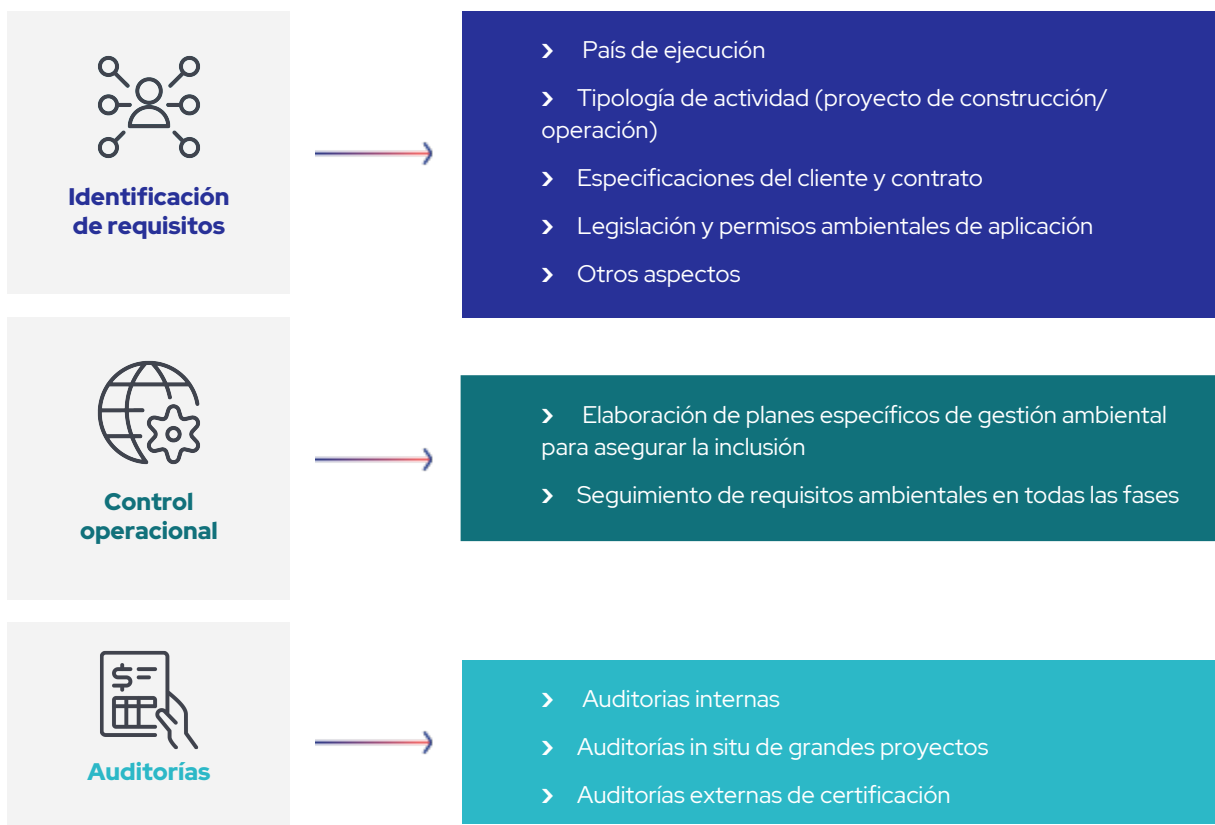 Identificación
de requisitos
› País de ejecución
› Tipología de actividad (proyecto de construcción/
operación)
› Especificaciones del cliente y contrato
› Legislación y permisos ambientales de aplicación
› Otros aspectos
Control
operacional
› Elaboración de planes específicos de gestión ambiental
para asegurar la inclusión
› Seguimiento de requisitos ambientales en todas las fases
$
Auditorías
› Auditorias internas
› Auditorías in situ de grandes proyectos
› Auditorías externas de certificación